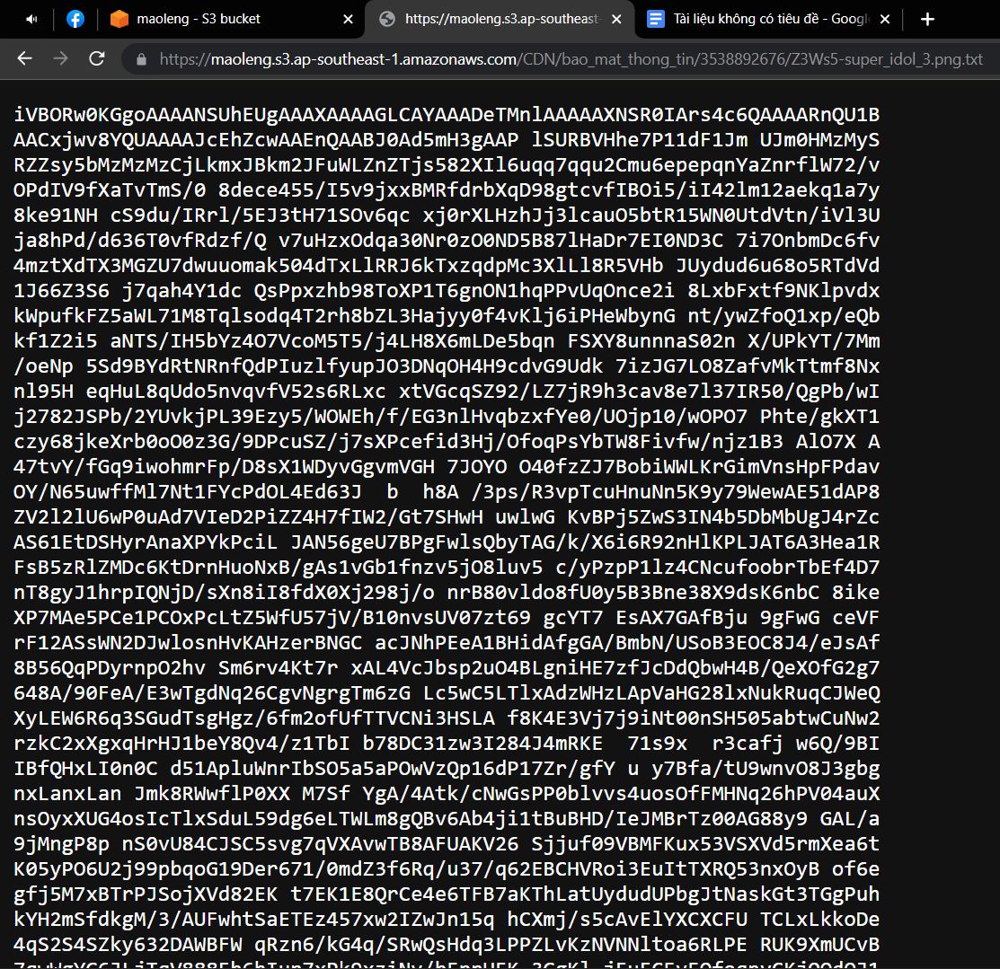 maoleng - S3 bucket
https://maoleng.s3.ap-southeast-
Tài liệu không có tiêu đề - Google
https://maoleng.s3.ap-southeast-1.amazonaws.com/CDN/bao_mat_thong_tin/3538892676/Z3Ws5-super_idol_3.png.txt
iVBORw0KGgoAAAANSUhEUgAAAXAAAAGLCAYAAADeTMnlAAAAAXNSR0IArs4c6QAAAARnQU1B
AACxjwv8YQUAAAAJcEhZcwAAEnQAABJ0Ad5mH3gAAP lSURBVHhe7P11dF1Jm UJm0HMzMyS
RZZsy5bMzMzMzCjLkmxJBkm2JFuWLZnZTjs582XIl6uqq7qqu2Cmu6epepqnYaZnrflW72/v
OPdIV9fXaTvTmS/0 8dece455/I5v9jxxBMRfdrbXqD98gtcvfIBOi5/iI42lm12aekq1a7y
8ke91NH cS9du/IRrl/5EJ3tH71SOv6qc xj0rXLHzhJj3lcauO5btR15WN0UtdVtn/iVl3U
ja8hPd/d636T0vfRdzf/Q v7uHzxOdqa30Nr0zO0ND5B87lHaDr7EI0ND3C 7i7OnbmDc6fv
4mztXdTX3MGZU7dwuuomak504dTxLlRRJ6kTxzqdpMc3XlLl8R5VHb JUydud6u68o5RTdVd
1J66Z3S6 j7qah4Y1dc QsPpxzhb98ToXP1T6gnON1hqPPvUqOnce2i 8LxbFxtf9NKlpvdx
kWpufkFZ5aWL71M8Tqlsodq4T2rh8bZL3Hajyy0f4vKlj6iPHeWbynG nt/ywZfoQ1xp/eQb
kf1Z2i5 aNTS/IH5bYz4O7VcoM5T5/j4LH8X6mLDe5bqn FSXY8unnnaS02n X/UPkYT/7Mm
/oeNp 5Sd9BYdRtNRnfQdPIuzlfyupJO3DNqOH4H9cdvG9Udk 7izJG7LO8ZafvMkTtmf8Nx
nl95H eqHuL8qUdo5nvqvfV52s6RLxc xtVGcqSZ92/LZ7jR9h3cav8e7l37IR50/QgPb/wI
j2782JSPb/2YUvkjPL39Ezy5/WOWEh/f/EG3nlHvqbzxfYe0/UOjp10/wOPO7 Phte/gkXT1
czy68jkeXrb0oO0z3G/9DPcuSZ/j7sXPcefid3Hj/OfoqPsYbTW8Fivfw/njz1B3 AlO7X A
47tvY/fGq9iwohmrFp/D8sX1WDyvGgvmVGH 7JOYO O40fzZJ7BobiWWLKrGimVnsHpFPdav
OY/N65uwffMl7Nt1FYcPdOL4Ed63J  b  h8A /3ps/R3vpTcuHnuNn5K9y79WewAE51dAP8
ZV2l2lU6wP0uAd7VIeD2PiZZ4H7fIW2/Gt7SHwH uwlwG KvBPj5ZwS3IN4b5DbMbUgJ4rZc
AS61EtDSHyrAnaXPYkPciL JAN56geU7BPgFwlsQbyTAG/k/X6i6R92nHlKPLJAT6A3Hea1R
FsB5zRlZMDc6KtDrnHuoNxB/gAs1vGb1fnzv5jO8luv5 c/yPzpP1lz4CNcufoobrTbEf4D7
nT8gyJ1hrpIQNjD/sXn8iI8fdX0Xj298j/o nrB80vldo8fU0y5B3Bne38X9dsK6nbC 8ike
XP7MAe5PCe1PCOxPcLtZ5WfU57jV/B10nvsUV07zt69 gcYT7 EsAX7GAfBju 9gFwG ceVF
rF12ASsWN2DJwlosnHvKAHzerBNGC acJNhPEeA1BHidAfgGA/BmbN/USoB3EOC8J4/eJsAf
8B56QqPDyrnpO2hv Sm6rv4Kt7r xAL4VcJbsp2uO4BLgniHE7zfJcDdQbwH4B/QeXOfG2g7
648A/90FeA/E3wTgdNq26CgvNgrgTm6zG Lc5wC5LTlxAdzWHzLApVaHG28lxNukRuqCJWeQ
XyLEW6R6q3SGudTsgHgz/6fm2ofUfTTVCNi3HSLA f8K4E3Vj7j9iNt00nSH505abtwCuNw2
rzkC2xXgxqHrHJ1beY8Qv4/z1TbI b78DC31zw3I284J4mRKE  71s9x  r3cafj w6Q/9BI
IBfQHxLI0n0C d51ApluWnrIbSO5a5aPOwVzQp16dP17Zr/gfY u y7Bfa/tU9wnvO8J3gbg
nxLanxLan Jmk8RWwflP0XX M7Sf YgA/4Atk/cNwGsPP0blvvs4uosOfFMHNq26hPV04auX
nsOyxXUG4osIcTlxSduL59dg6eLTWLm8gQBv6Ab4ji1tBuBHD/IeJMBrTz00AG88y9 GAL/a
9jMngP8p nS0vU84CJSC5svg7qVXAvwTB8AFUAKV26 Sjjuf09VBMFKux53VSXVd5rmXea6t
K05yPO6U2j99pbqoG19Der671/0mdZ3f6Rq/u37/q62EBCHVRoi3EuItTXRQ53nxOyB of6e
gfj5M7xBTrPJSojXVd82EK t7EK1E8QrCe4e6TFB7aKThLatUydudUPbgJtNaskGt3TGgPuh
kYH2mSfdkgM/3/AUFwhtSaETEz457xw2IZwJn15q hCXmj/s5cAvElYXCXCFU TCLxLkkoDe
4qS2S4SZky632DAWBFW qRzn6/kG4q/SRwQsHdq3LPPZLvKzNVNNltoa6RLPE RUK9XmUCvB